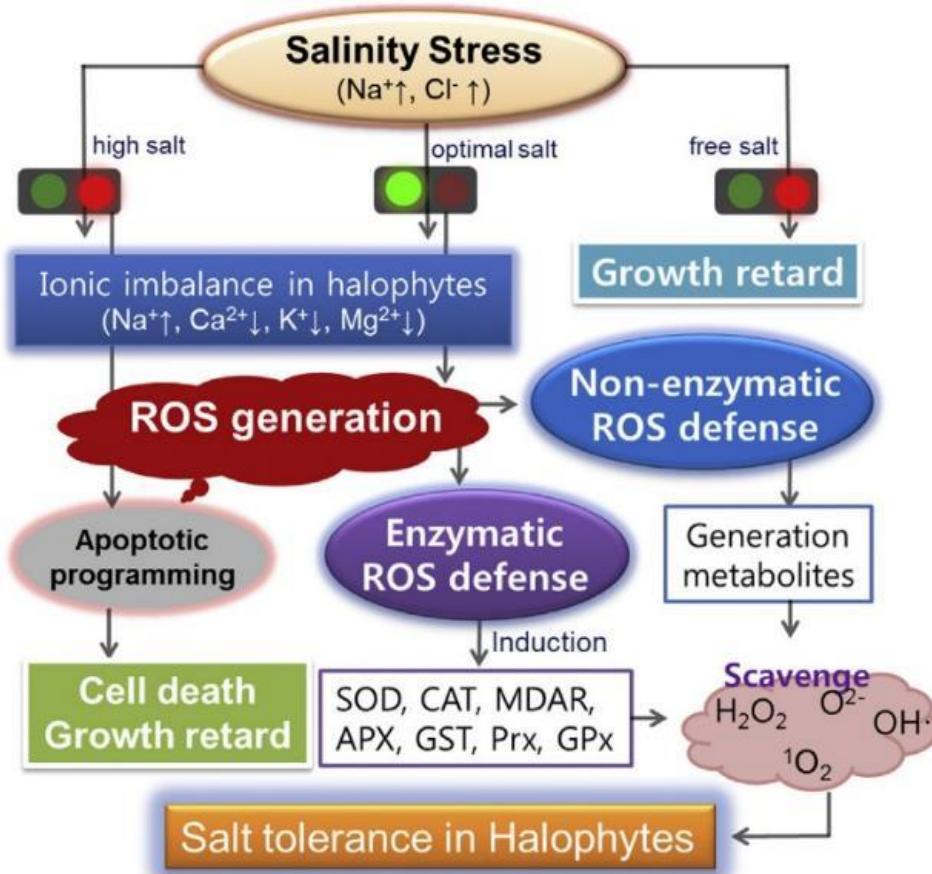 Salinity Stress
(Na⁺↑, Cl⁻ ↑)
high salt
optimal salt
free salt
Ionic imbalance in halophytes
(Na⁺↑, Ca²⁺↓, K⁺↓, Mg²⁺↓)
Growth retard
ROS generation
Non-enzymatic
ROS defense
Apoptotic
programming
Enzymatic
ROS defense
Generation
metabolites
Induction
Cell death
Growth retard
SOD, CAT, MDAR,
APX, GST, Prx, GPx
Scavenge
H₂O₂ O²⁻ OH·
¹O₂
Salt tolerance in Halophytes